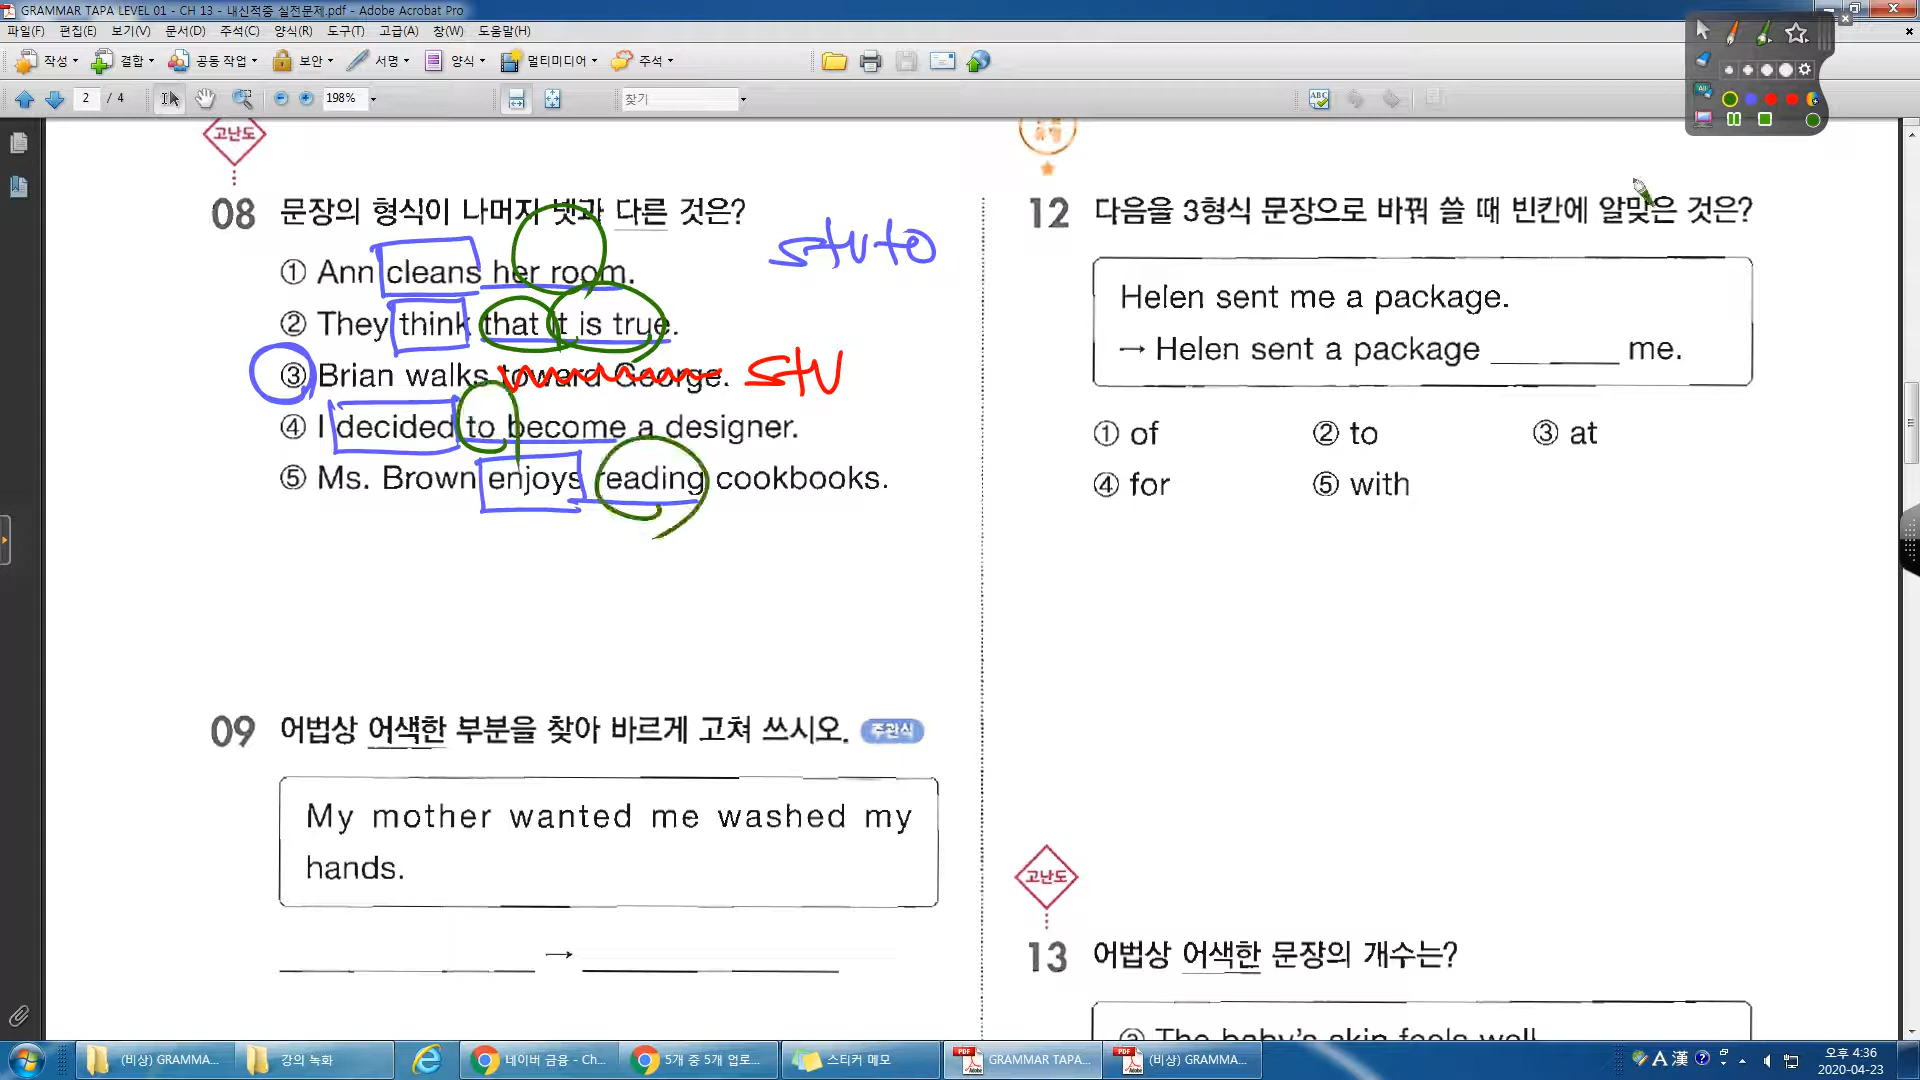 GRAMMAR TAPA LEVEL 01 - CH 13 - 내신적중 실전문제.pdf - Adobe Acrobat Pro
파일(F) 편집(E) 보기(V) 문서(D) 주석(C) 양식(R) 도구(T) 고급(A) 창(W) 도움말(H)
작성 결합 공동 작업 보안 서명 양식 멀티미디어 주석
2 / 4 198% 찾기
고난도
08 문장의 형식이 나머지 넷과 다른 것은?
① Ann cleans her room.
② They think that it is true.
③ Brian walks toward George.
④ I decided to become a designer.
⑤ Ms. Brown enjoys reading cookbooks.
S+V+O
S+V
09 어법상 어색한 부분을 찾아 바르게 고쳐 쓰시오. 주관식
My mother wanted me washed my
hands.
→
12 다음을 3형식 문장으로 바꿔 쓸 때 빈칸에 알맞은 것은?
Helen sent me a package.
→ Helen sent a package ________ me.
① of ② to ③ at
④ for ⑤ with
고난도
13 어법상 어색한 문장의 개수는?
ⓐ The baby's skin feels well.
(비상) GRAMMA... 강의 녹화 네이버 금융 - Ch... 5개 중 5개 업로... 스티커 메모 GRAMMAR TAPA... (비상) GRAMMA...
A 漢
오후 4:36
2020-04-23